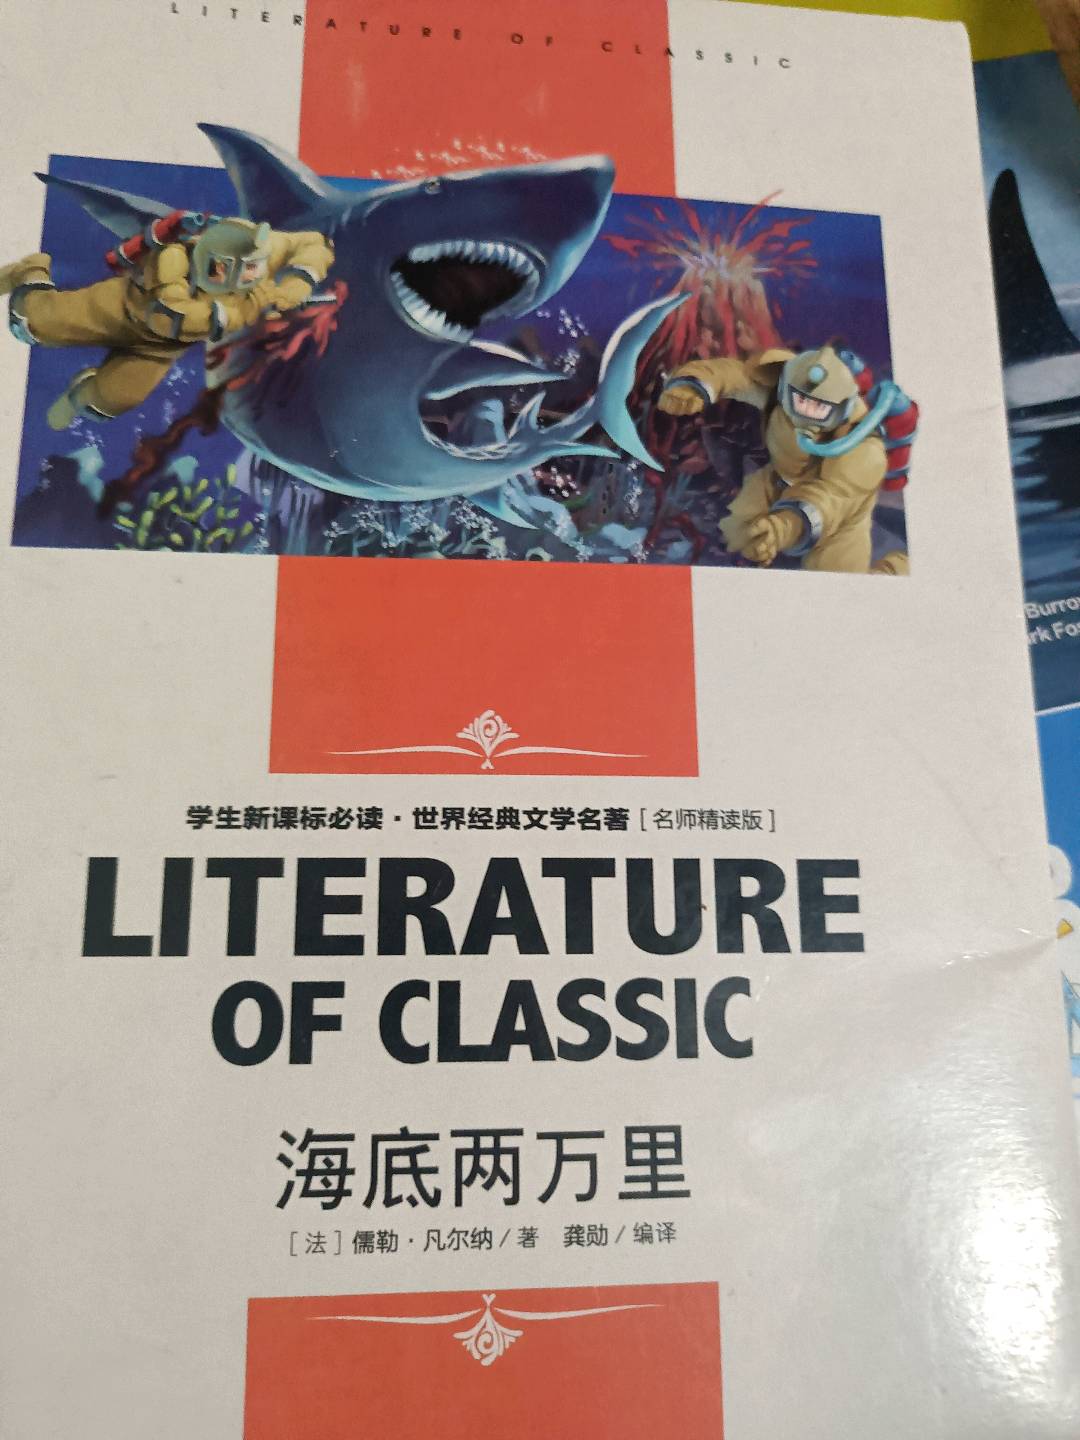 LITERATURE OF CLASSIC
学生新课标必读·世界经典文学名著[名师精读版]
LITERATURE
OF CLASSIC
海底两万里
[法]儒勒·凡尔纳/著 龚勋/编译